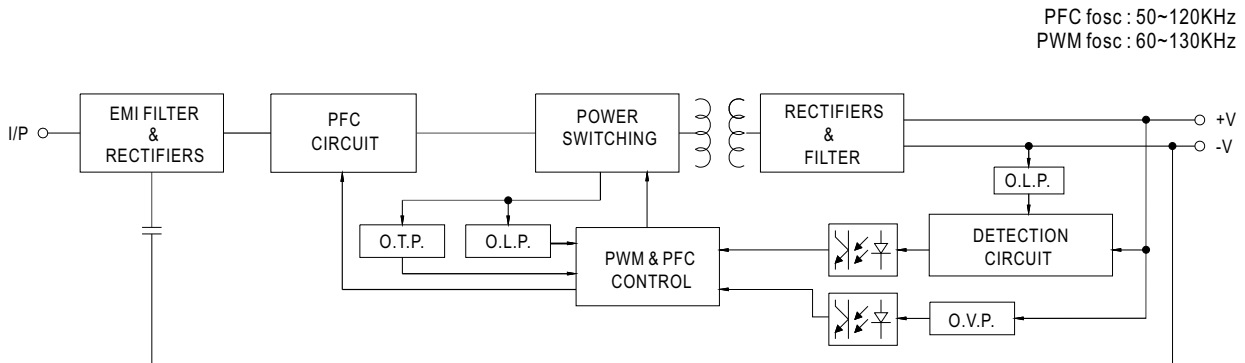 PFC fosc : 50~120KHz
PWM fosc : 60~130KHz
I/P
EMI FILTER
&
RECTIFIERS
PFC
CIRCUIT
POWER
SWITCHING
RECTIFIERS
&
FILTER
+V
-V
O.L.P.
O.T.P.
O.L.P.
PWM & PFC
CONTROL
DETECTION
CIRCUIT
O.V.P.